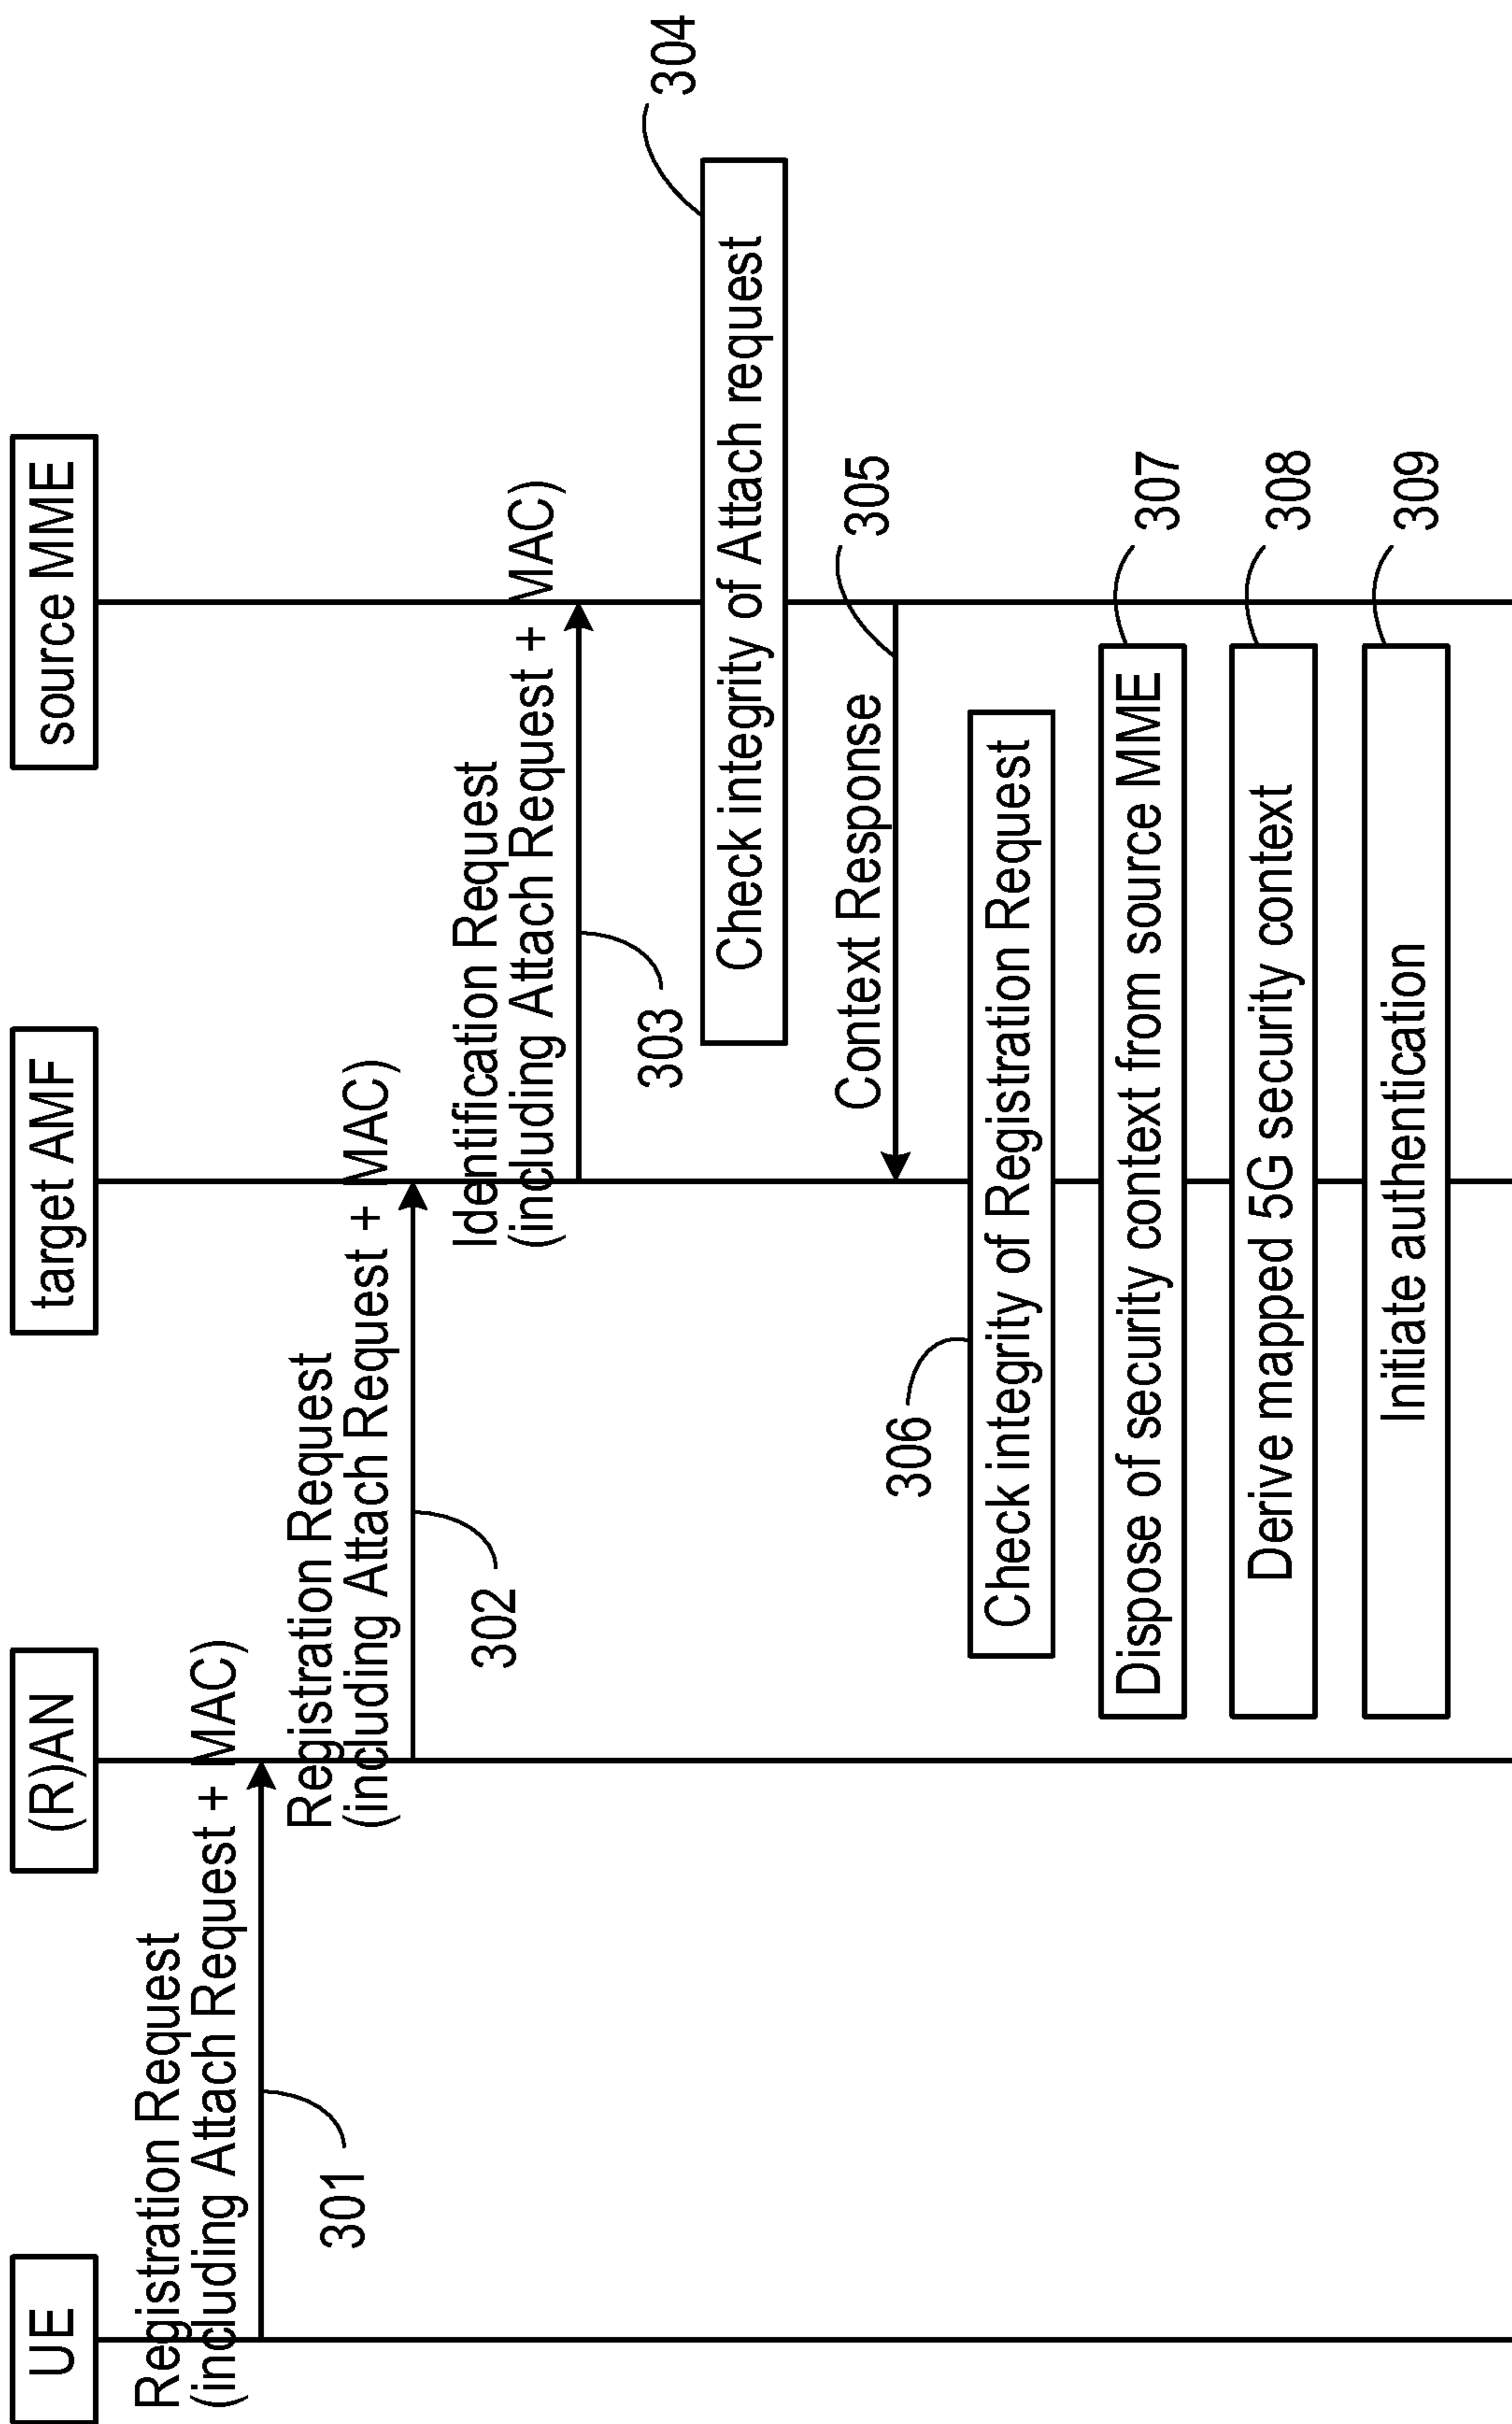 UE
(R)AN
target AMF
source MME
Registration Request
(including Attach Request + MAC)
301
Registration Request
(including Attach Request + MAC)
302
Identification Request
(including Attach Request + MAC)
303
Check integrity of Attach request
304
Context Response
305
306
Check integrity of Registration Request
Dispose of security context from source MME
307
Derive mapped 5G security context
308
Initiate authentication
309